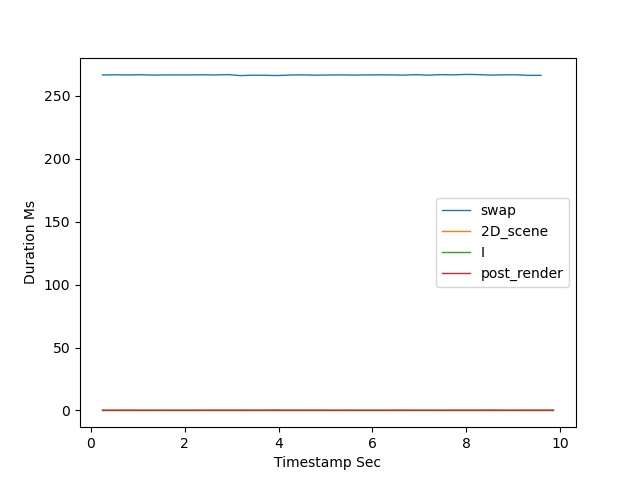 250
200
150
100
50
0
Duration Ms
swap
2D_scene
I
post_render
0 2 4 6 8 10
Timestamp Sec